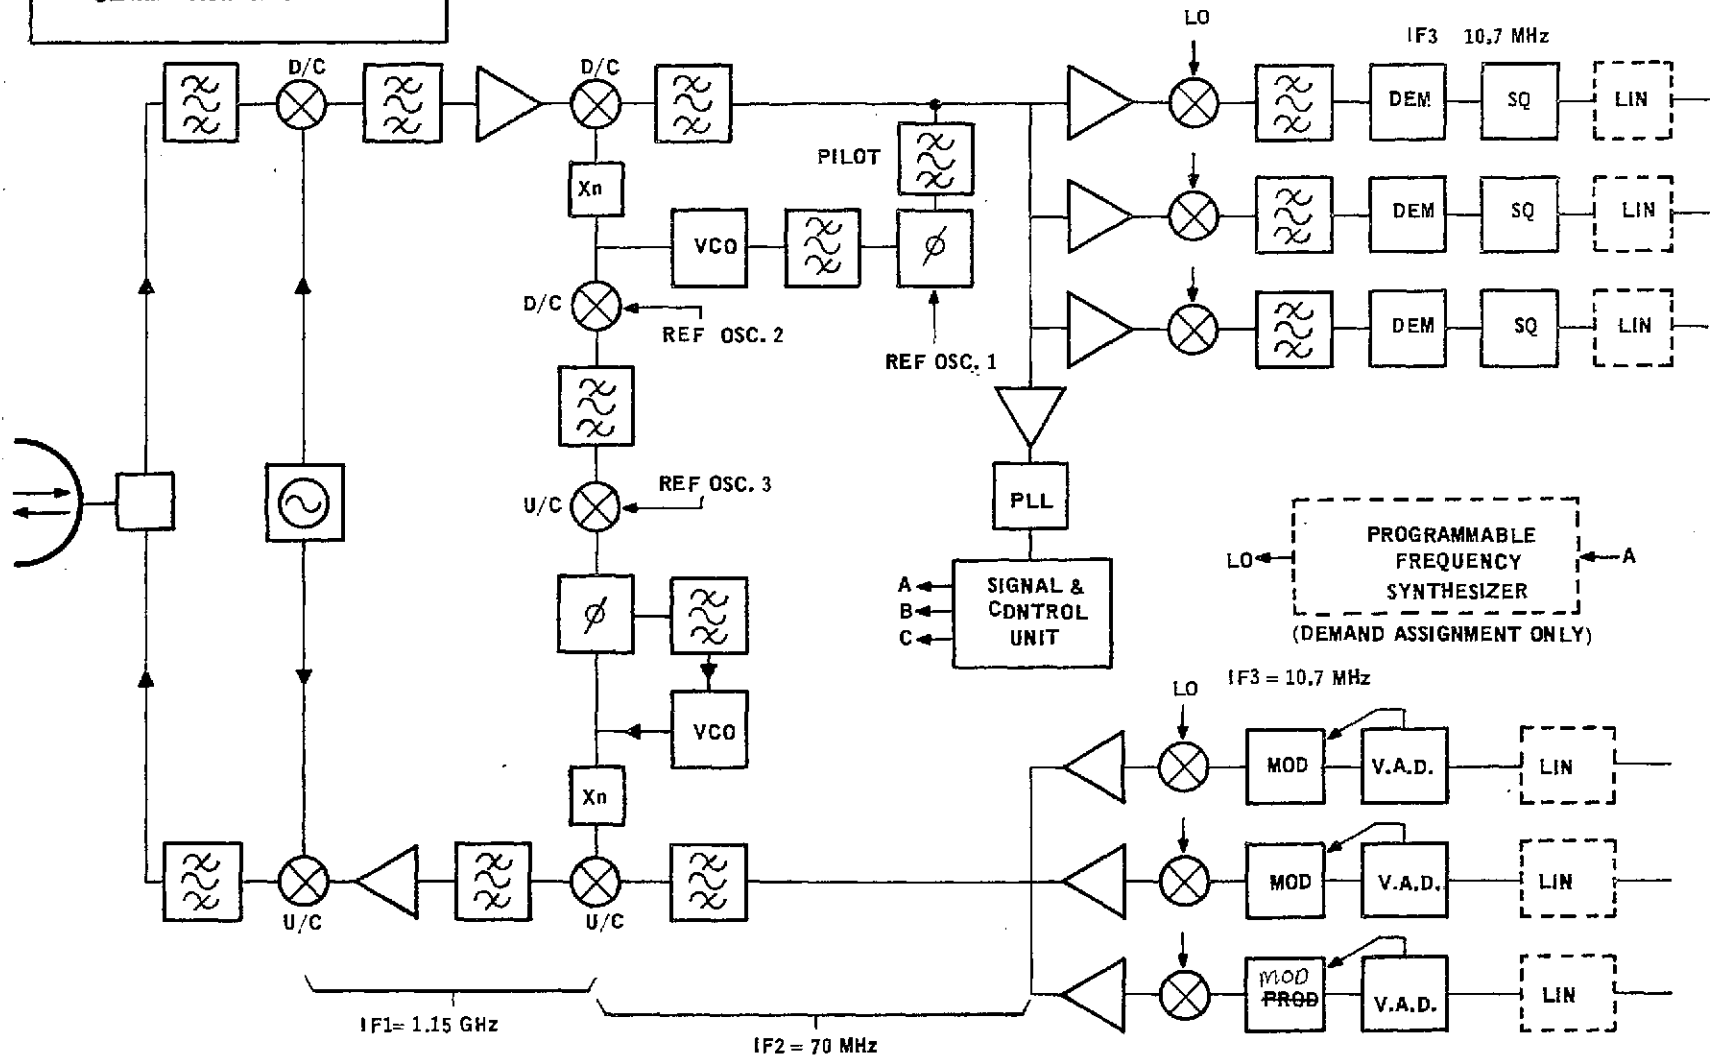 LO
IF3 10,7 MHz
D/C
D/C
DEM
SQ
LIN
PILOT
Xn
DEM
SQ
LIN
VCO
ϕ
D/C
REF OSC. 2
REF OSC. 1
DEM
SQ
LIN
REF OSC. 3
U/C
PLL
PROGRAMMABLE
FREQUENCY
SYNTHESIZER
LO
A
(DEMAND ASSIGNMENT ONLY)
A
B
C
SIGNAL &
CONTROL
UNIT
ϕ
VCO
LO
IF3 = 10.7 MHz
MOD
V.A.D.
LIN
Xn
MOD
V.A.D.
LIN
U/C
U/C
MOD
PROD
V.A.D.
LIN
IF1= 1.15 GHz
IF2 = 70 MHz